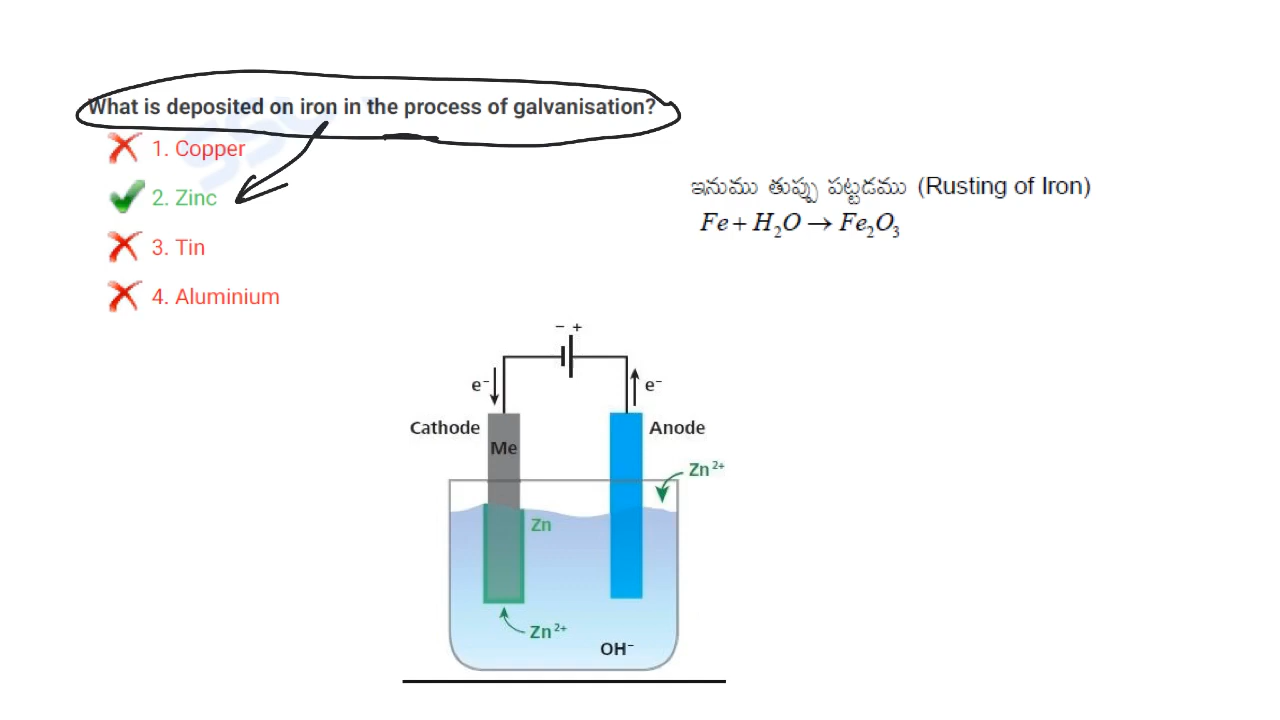 What is deposited on iron in the process of galvanisation?
1. Copper
2. Zinc
3. Tin
4. Aluminium
ఇనుము తుప్పు పట్టడము (Rusting of Iron)
Fe + H₂O → Fe₂O₃
− +
e⁻ e⁻
Cathode Anode
Me
Zn²⁺
Zn
Zn²⁺
OH⁻